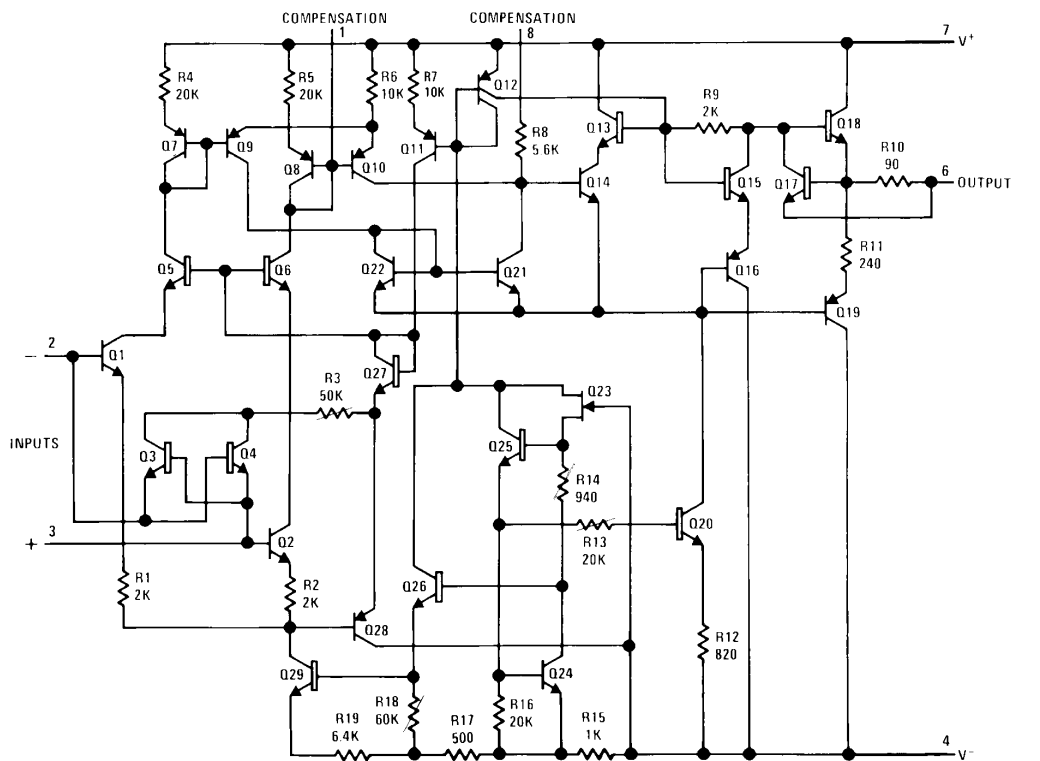 COMPENSATION COMPENSATION
1 8
7 V+
R4 20K
R5 20K
R6 10K
R7 10K
Q12
R9 2K
Q7
Q9
Q8
Q10
Q11
R8 5.6K
Q13
Q18
R10 90
Q14
Q15
Q17
6 OUTPUT
Q5
Q6
Q22
Q21
Q16
R11 240
Q19
− 2
Q1
Q27
R3 50K
Q23
INPUTS
Q3
Q4
Q25
R14 940
+ 3
Q2
R13 20K
Q20
R1 2K
R2 2K
Q26
Q28
R12 820
Q29
Q24
R18 60K
R16 20K
R19 6.4K
R17 500
R15 1K
4 V−